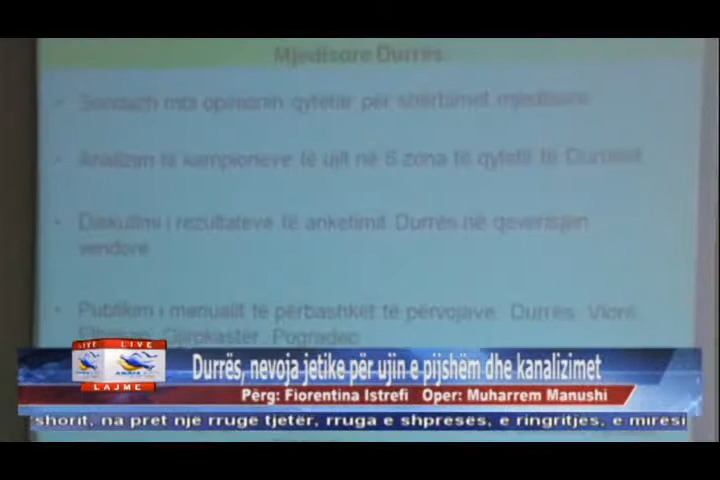 Mjedisore Durrës
• Sondazh mbi opinionin qytetar për shërbimet mjedisore
• Analizim të kampioneve të ujit në 6 zona të qytetit të Durrësit
• Diskutimi i rezultateve të anketimit Durrës në qeverisjen
vendore
• Publikim i manualit të përbashkët të përvojave Durrës Vlorë
Elbasan Gjirokastër Pogradec
LIVE LIVE
LAJME
Durrës, nevoja jetike për ujin e pijshëm dhe kanalizimet
Përg: Fiorentina Istrefi Oper: Muharrem Manushi
shorit, na pret një rrugë tjetër, rruga e shpresës, e ringritjes, e mirësi